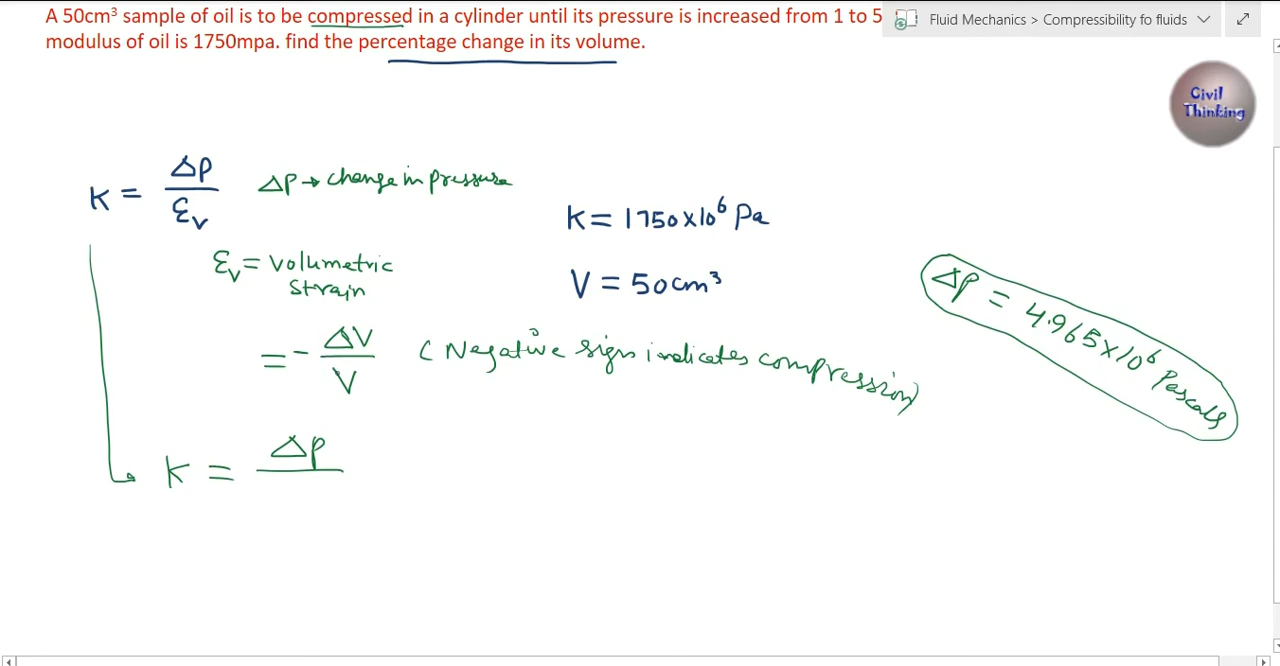 A 50cm³ sample of oil is to be compressed in a cylinder until its pressure is increased from 1 to 5
modulus of oil is 1750mpa. find the percentage change in its volume.
Fluid Mechanics > Compressibility fo fluids
Civil
Thinking
K = ΔP / εv
ΔP → change in pressure
K = 1750×10⁶ Pa
εv = Volumetric
strain
V = 50cm³
ΔP = 4.965×10⁶ Pascals
= - ΔV / V ( Negative sign indicates compression)
K = ΔP